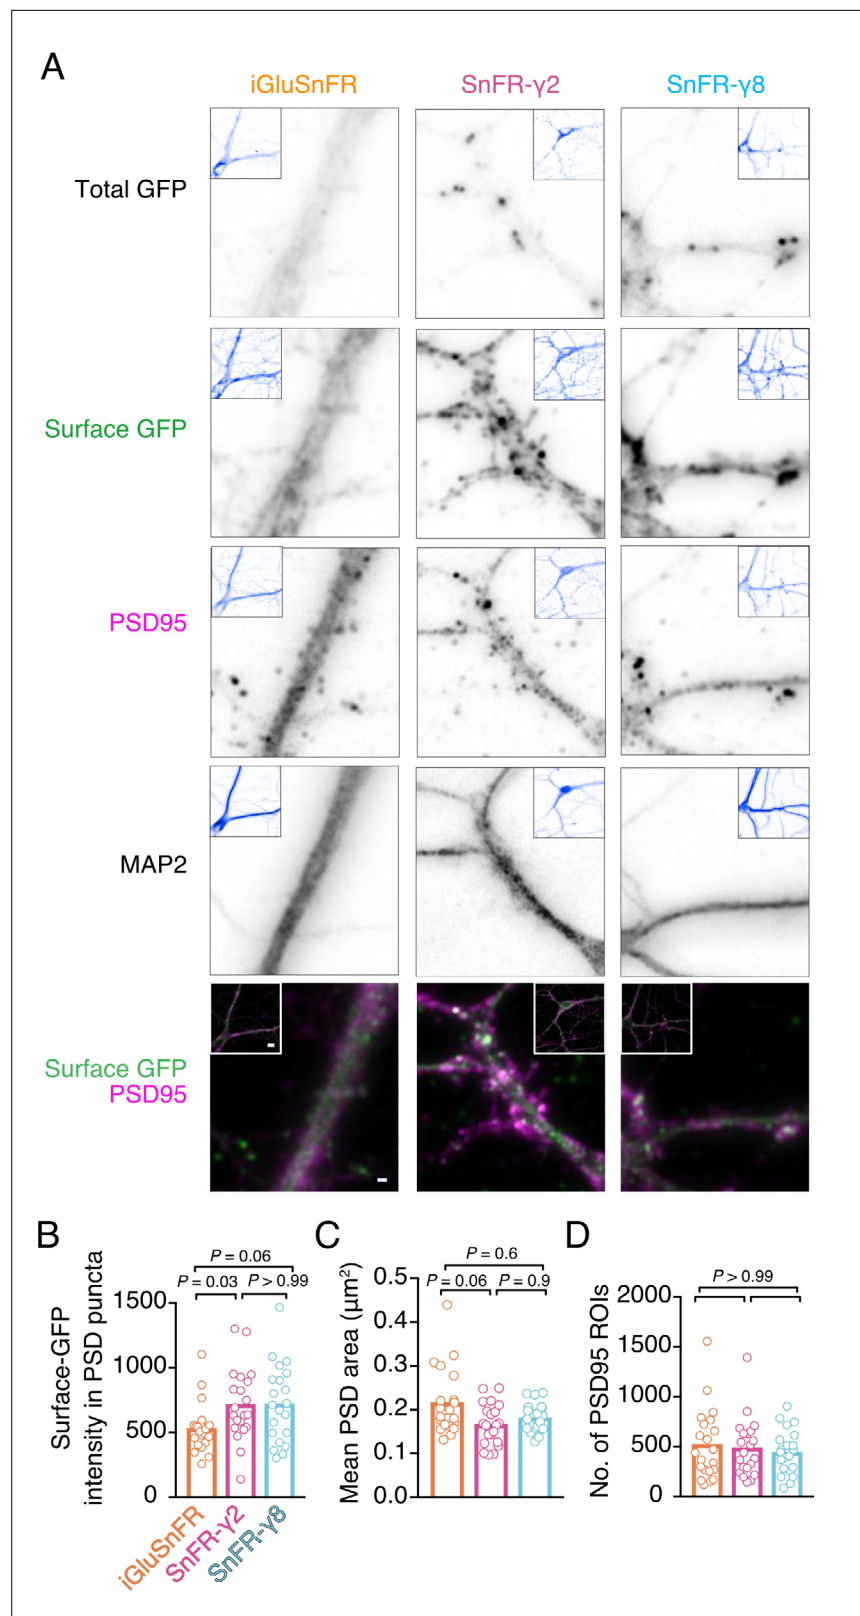 A
iGluSnFR SnFR-γ2 SnFR-γ8
Total GFP
Surface GFP
PSD95
MAP2
Surface GFP
PSD95
B
Surface-GFP
intensity in PSD puncta
P = 0.06
P = 0.03 P > 0.99
1500
1000
500
0
iGluSnFR
SnFR-γ2
SnFR-γ8
C
Mean PSD area (μm²)
P = 0.6
P = 0.06 P = 0.9
0.5
0.4
0.3
0.2
0.1
0.0
D
No. of PSD95 ROIs
P > 0.99
2000
1500
1000
500
0